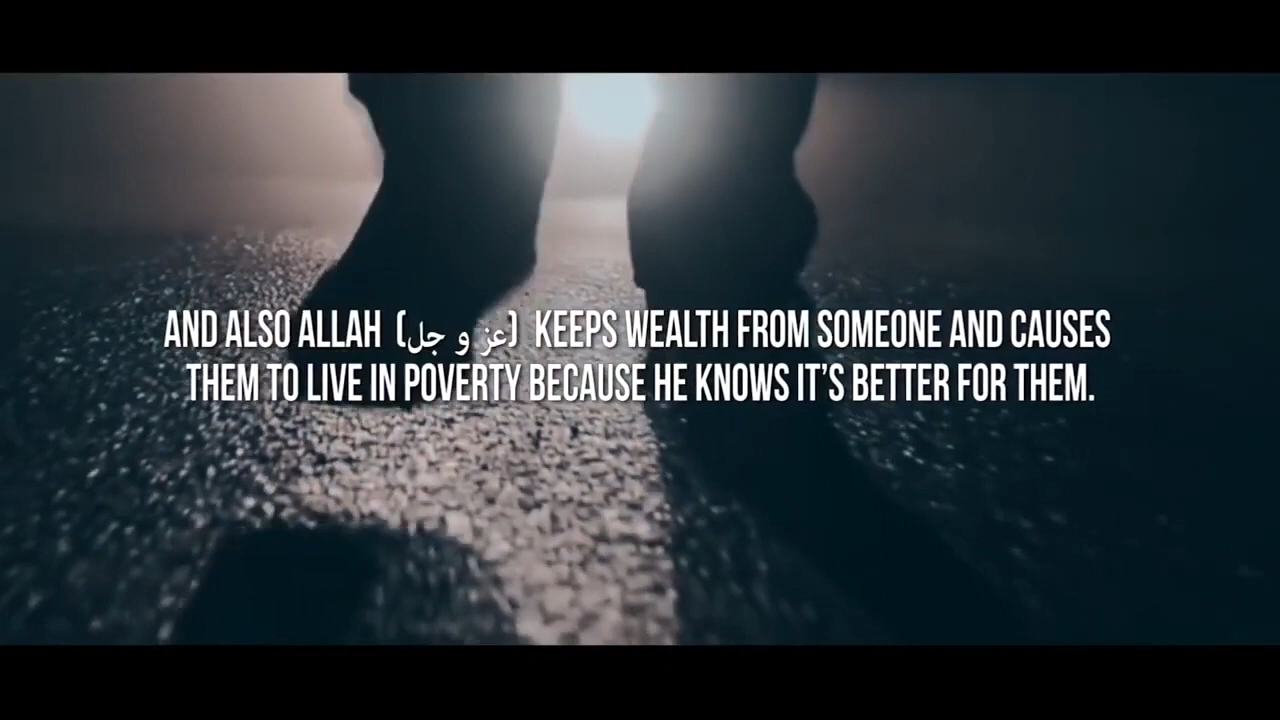 AND ALSO ALLAH (عز و جل) KEEPS WEALTH FROM SOMEONE AND CAUSES
THEM TO LIVE IN POVERTY BECAUSE HE KNOWS IT'S BETTER FOR THEM.